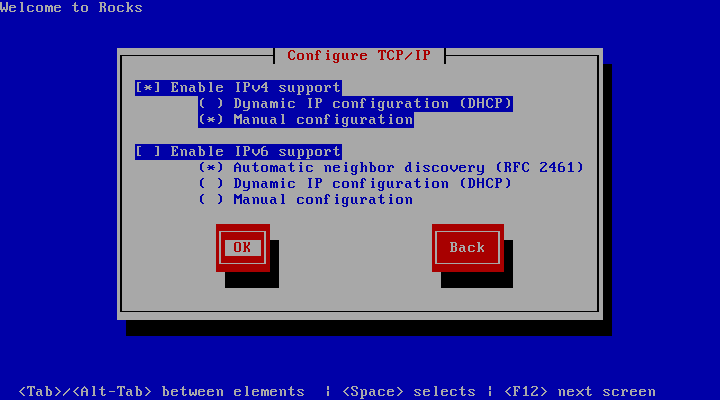 Welcome to Rocks
Configure TCP/IP
[*] Enable IPv4 support
( ) Dynamic IP configuration (DHCP)
(*) Manual configuration
[ ] Enable IPv6 support
(*) Automatic neighbor discovery (RFC 2461)
( ) Dynamic IP configuration (DHCP)
( ) Manual configuration
OK Back
<Tab>/<Alt-Tab> between elements | <Space> selects | <F12> next screen